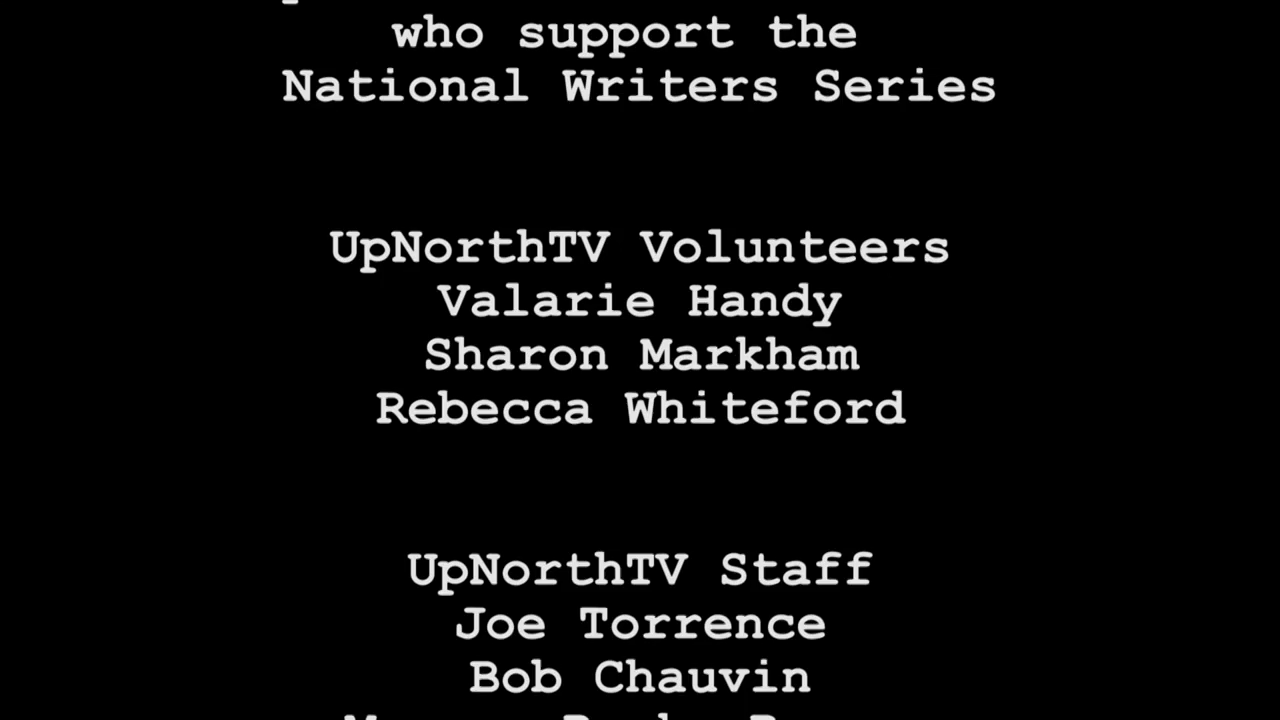 who support the
National Writers Series
UpNorthTV Volunteers
Valarie Handy
Sharon Markham
Rebecca Whiteford
UpNorthTV Staff
Joe Torrence
Bob Chauvin